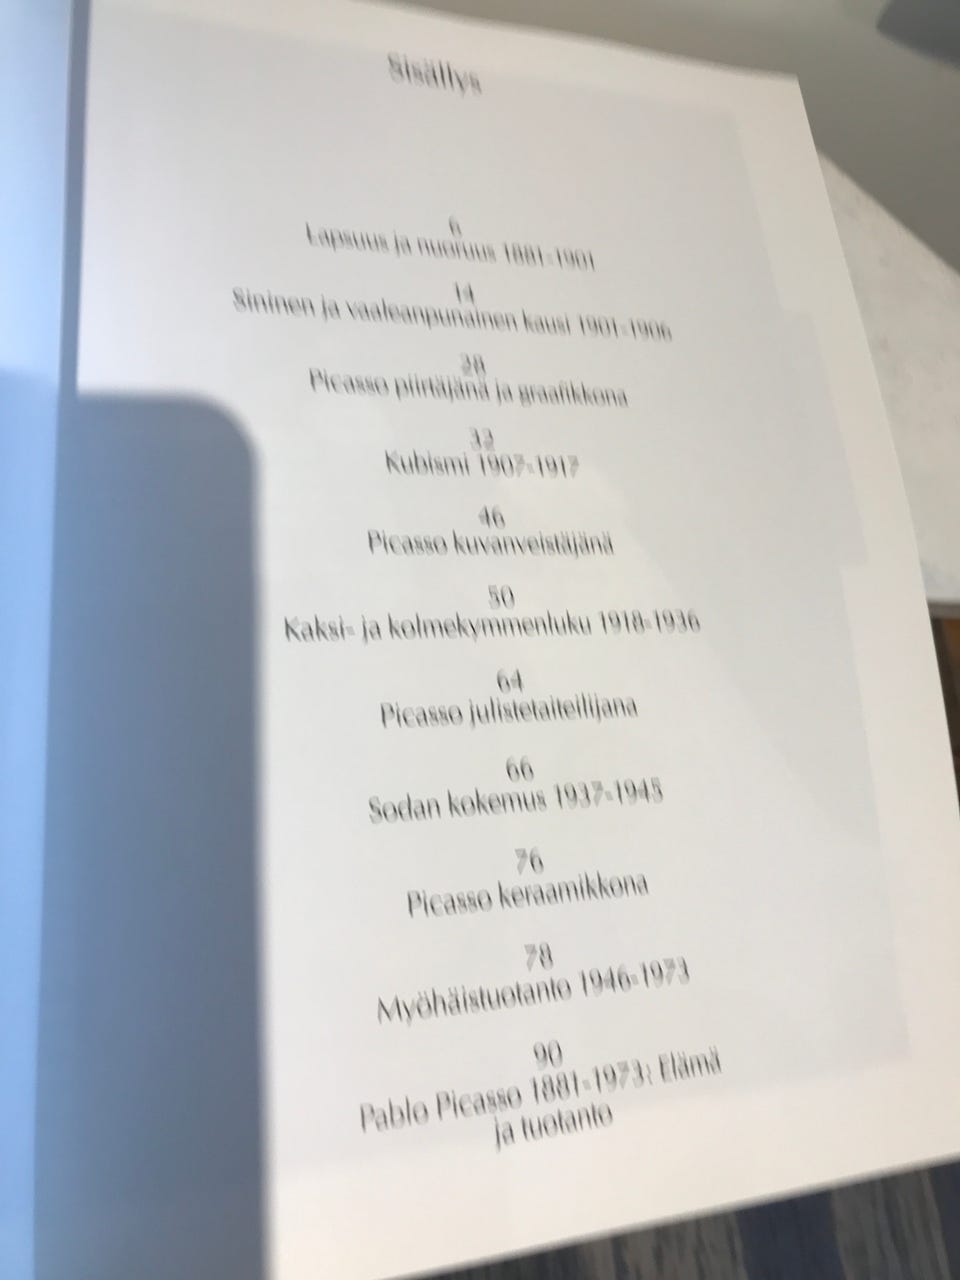 Sisällys
6
Lapsuus ja nuoruus 1881-1901
14
Sininen ja vaaleanpunainen kausi 1901-1906
28
Picasso piirtäjänä ja graafikkona
32
Kubismi 1907-1917
46
Picasso kuvanveistäjänä
50
Kaksi- ja kolmekymmenluku 1918-1936
64
Picasso julistetaiteilijana
66
Sodan kokemus 1937-1945
76
Picasso keraamikkona
78
Myöhäistuotanto 1946-1973
90
Pablo Picasso 1881-1973: Elämä
ja tuotanto